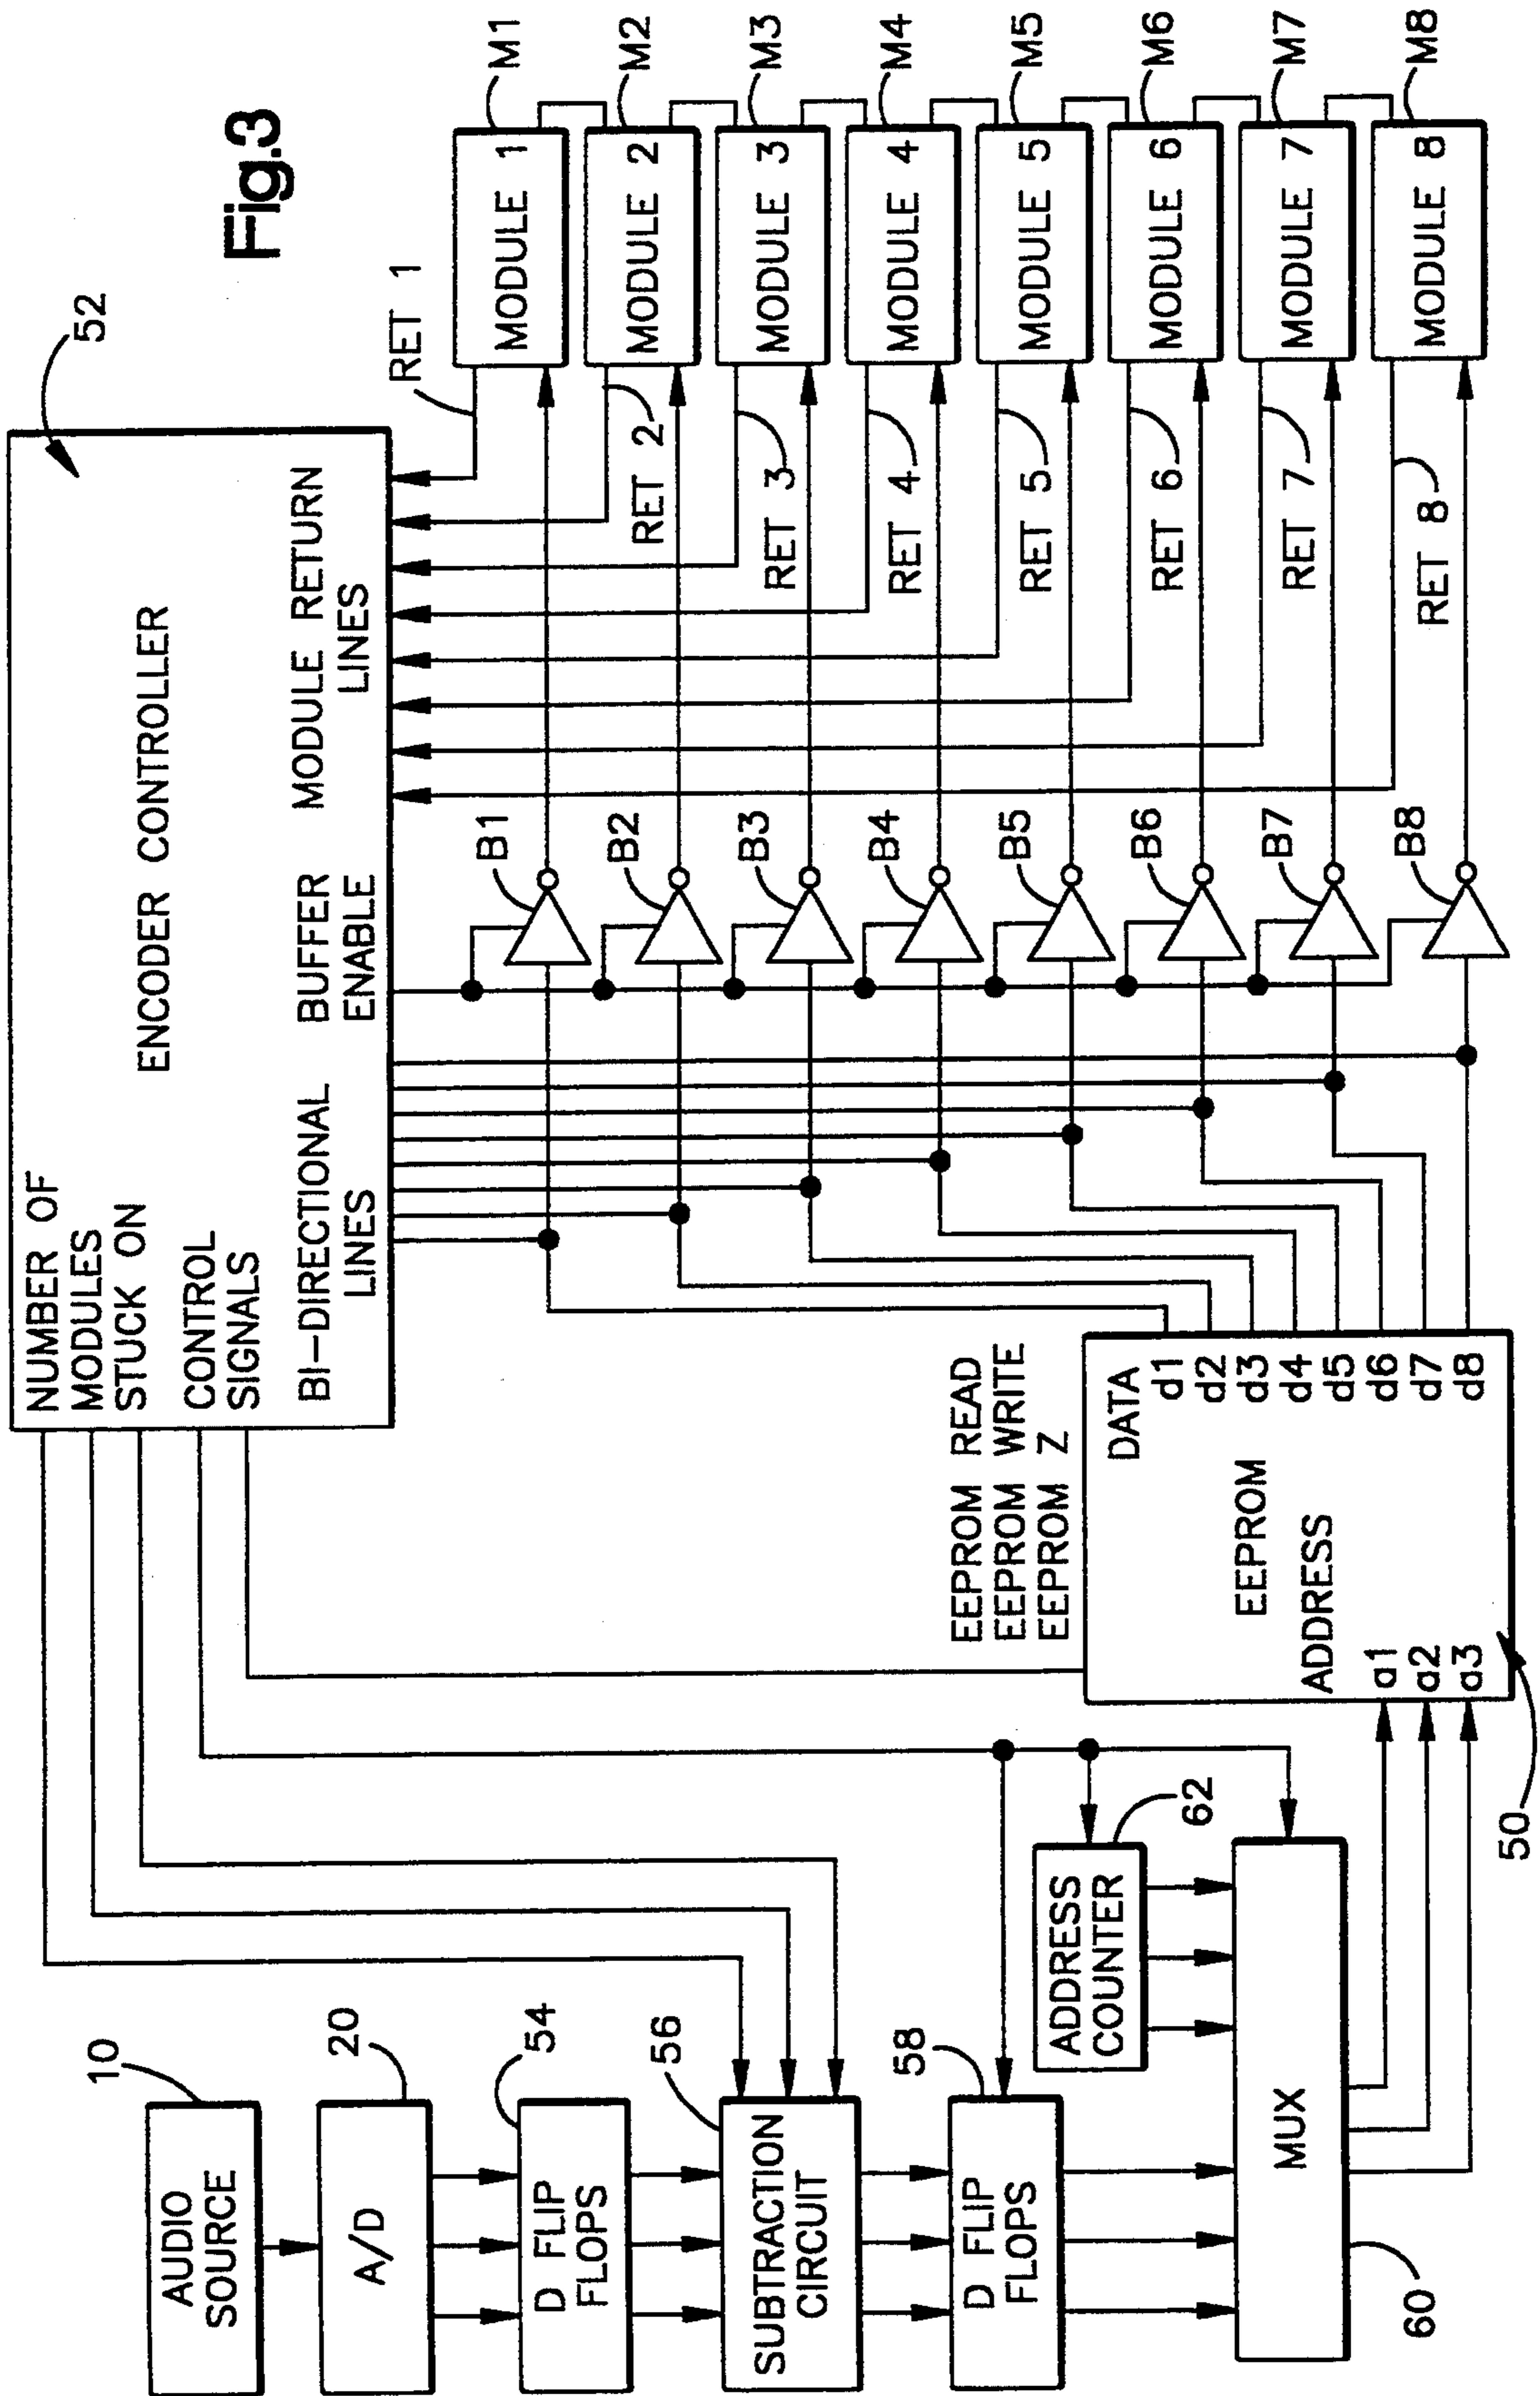 Fig.3
52
ENCODER CONTROLLER
NUMBER OF
MODULES
STUCK ON
CONTROL
SIGNALS
BI-DIRECTIONAL
LINES
BUFFER
ENABLE
MODULE RETURN
LINES
RET 1
RET 2
RET 3
RET 4
RET 5
RET 6
RET 7
RET 8
MODULE 1
MODULE 2
MODULE 3
MODULE 4
MODULE 5
MODULE 6
MODULE 7
MODULE 8
M1
M2
M3
M4
M5
M6
M7
M8
B1
B2
B3
B4
B5
B6
B7
B8
10
AUDIO
SOURCE
20
A/D
54
D FLIP
FLOPS
56
SUBTRACTION
CIRCUIT
58
D FLIP
FLOPS
62
ADDRESS
COUNTER
MUX
60
EEPROM READ
EEPROM WRITE
EEPROM Z
DATA
d1
d2
d3
d4
d5
d6
d7
d8
EEPROM
ADDRESS
a1
a2
a3
50